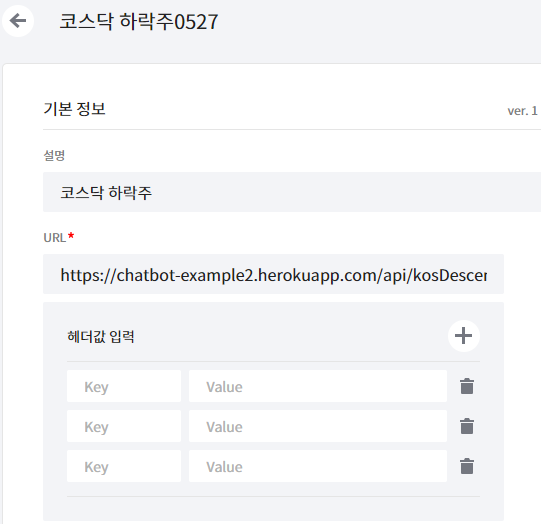 코스닥 하락주0527
기본 정보
ver. 1
설명
코스닥 하락주
URL*
https://chatbot-example2.herokuapp.com/api/kosDescer
헤더값 입력
Key Value
Key Value
Key Value